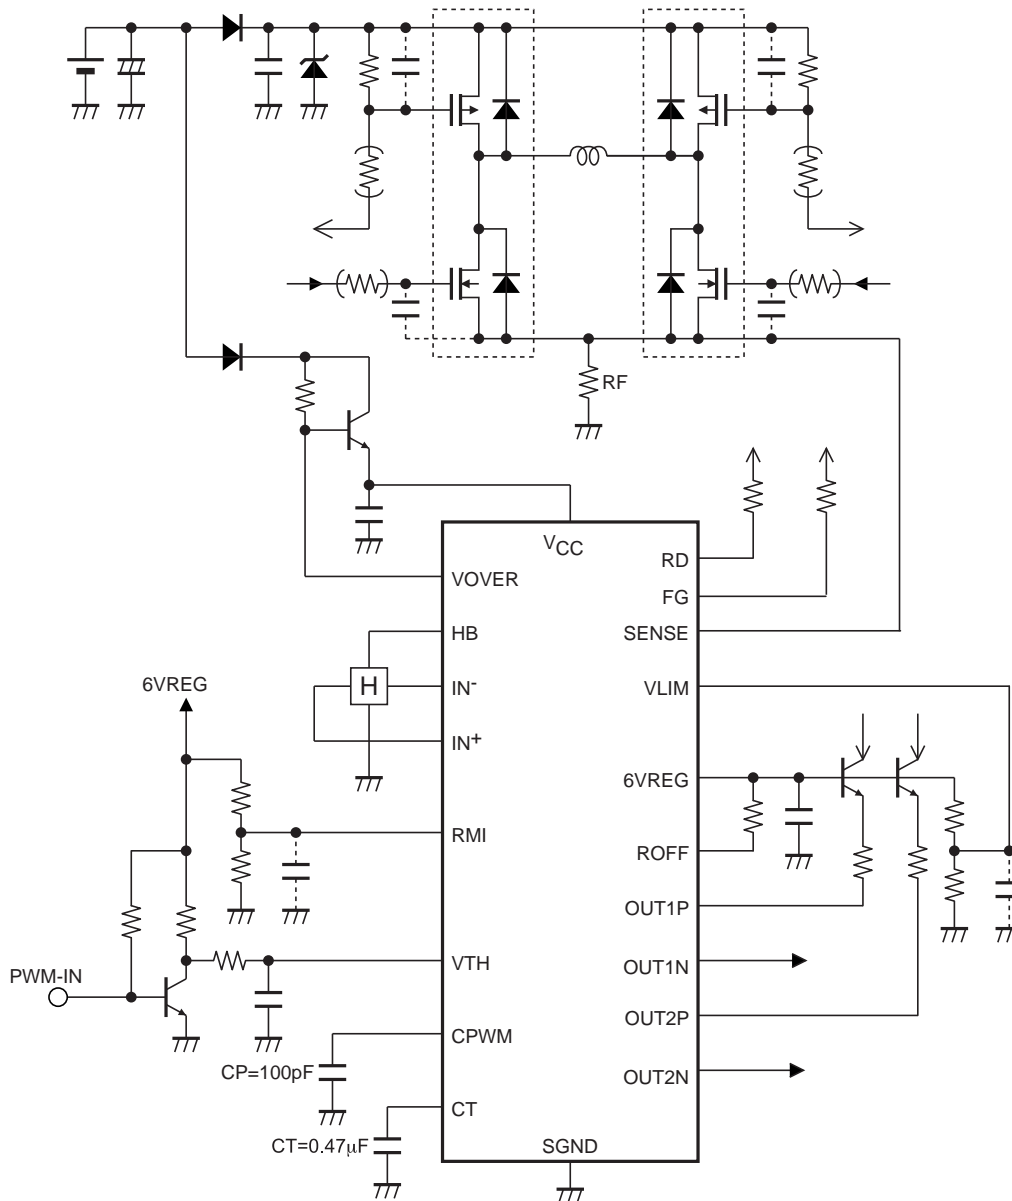 RF
VCC
RD
VOVER
FG
HB
SENSE
6VREG
H
IN-
VLIM
IN+
6VREG
RMI
ROFF
OUT1P
PWM-IN
VTH
OUT1N
OUT2P
CPWM
CP=100pF
OUT2N
CT
CT=0.47μF
SGND